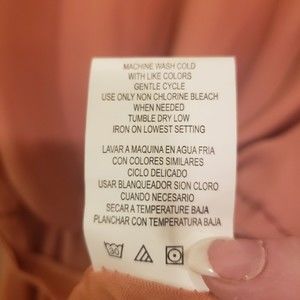 MACHINE WASH COLD
WITH LIKE COLORS
GENTLE CYCLE
USE ONLY NON CHLORINE BLEACH
WHEN NEEDED
TUMBLE DRY LOW
IRON ON LOWEST SETTING
LAVAR A MAQUINA EN AGUA FRIA
CON COLORES SIMILARES
CICLO DELICADO
USAR BLANQUEADOR SION CLORO
CUANDO NECESARIO
SECAR A TEMPERATURE BAJA
PLANCHAR CON TEMPERATURA BAJA